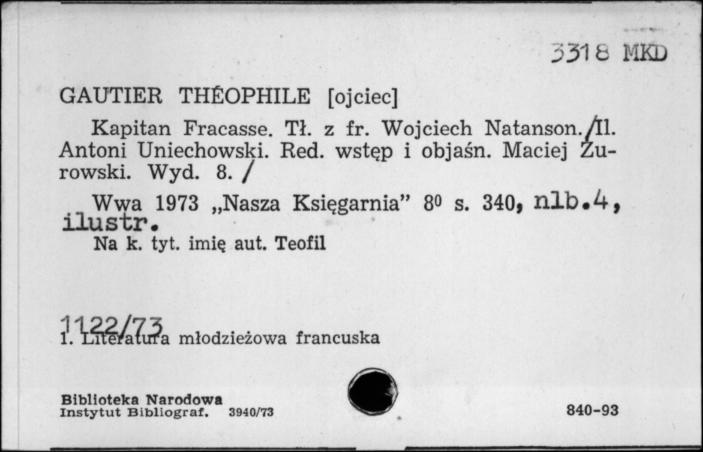 3318 MKD
GAUTIER THÉOPHILE [ojciec]
Kapitan Fracasse. Tł. z fr. Wojciech Natanson./Il.
Antoni Uniechowski. Red. wstęp i objaśn. Maciej Żu-
rowski. Wyd. 8. /
Wwa 1973 „Nasza Księgarnia” 8⁰ s. 340, nlb.4,
ilustr.
Na k. tyt. imię aut. Teofil
1122/73
1. Literatura młodzieżowa francuska
Biblioteka Narodowa
Instytut Bibliograf. 3940/73
840-93